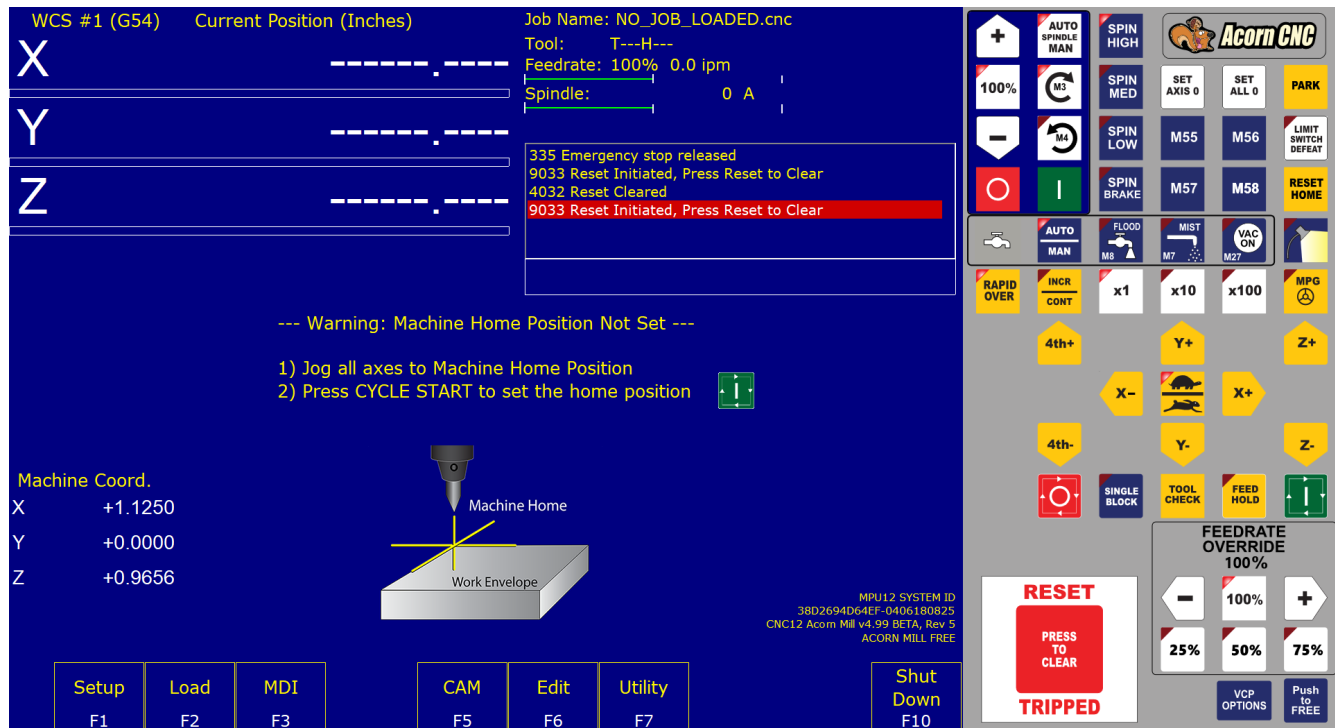 WCS #1 (G54) Current Position (Inches)
X ------.----
Y ------.----
Z ------.----
Job Name: NO_JOB_LOADED.cnc
Tool: T---H---
Feedrate: 100% 0.0 ipm
Spindle: 0 A
335 Emergency stop released
9033 Reset Initiated, Press Reset to Clear
4032 Reset Cleared
9033 Reset Initiated, Press Reset to Clear
--- Warning: Machine Home Position Not Set ---
1) Jog all axes to Machine Home Position
2) Press CYCLE START to set the home position
Machine Coord.
X +1.1250
Y +0.0000
Z +0.9656
Machine Home
Work Envelope
MPU12 SYSTEM ID
38D2694D64EF-0406180825
CNC12 Acorn Mill v4.99 BETA, Rev 5
ACORN MILL FREE
Setup
F1
Load
F2
MDI
F3
CAM
F5
Edit
F6
Utility
F7
Shut
Down
F10
+
AUTO
SPINDLE
MAN
SPIN
HIGH
Acorn CNC
100%
M3
SPIN
MED
SET
AXIS 0
SET
ALL 0
PARK
M4
SPIN
LOW
M55
M56
LIMIT
SWITCH
DEFEAT
SPIN
BRAKE
M57
M58
RESET
HOME
AUTO
MAN
FLOOD
M8
MIST
M7
VAC
ON
M27
RAPID
OVER
INCR
CONT
x1
x10
x100
MPG
4th+
Y+
Z+
X-
X+
4th-
Y-
Z-
SINGLE
BLOCK
TOOL
CHECK
FEED
HOLD
FEEDRATE
OVERRIDE
100%
-
100%
+
25%
50%
75%
RESET
PRESS
TO
CLEAR
TRIPPED
VCP
OPTIONS
Push
to
FREE